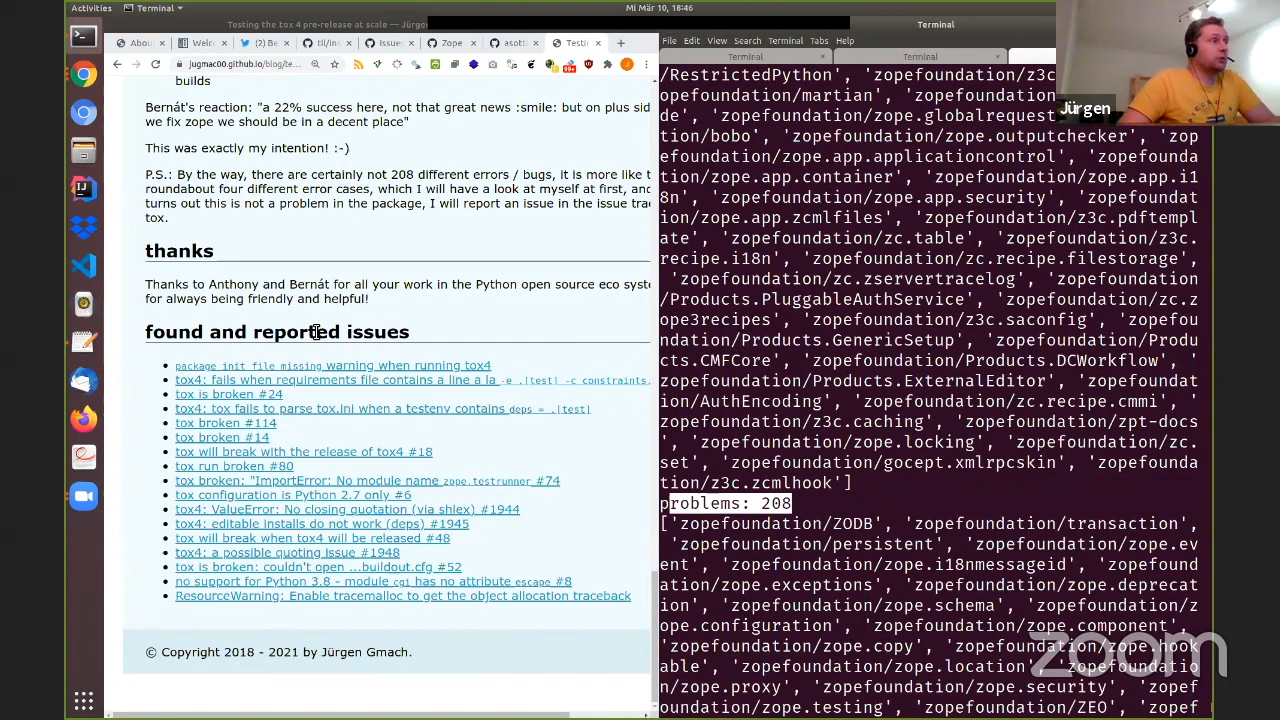 Activities
Terminal
Mi Mär 10, 18:46
Testing the tox 4 pre-release at scale — Jürgen
Terminal
Abou
Welc
(2) Be
til/in
Issues
Zope
asotti
Testin
File Edit View Search Terminal Tabs Help
jugmac00.github.io/blog/te...
99+
J
Terminal
Terminal
builds
Bernát's reaction: "a 22% success here, not that great news :smile: but on plus sid
we fix zope we should be in a decent place"
This was exactly my intention! :-)
P.S.: By the way, there are certainly not 208 different errors / bugs, it is more like t
roundabout four different error cases, which I will have a look at myself at first, and
turns out this is not a problem in the package, I will report an issue in the issue tra
tox.
thanks
Thanks to Anthony and Bernát for all your work in the Python open source eco syste
for always being friendly and helpful!
found and reported issues
package init file missing warning when running tox4
tox4: fails when requirements file contains a line a la -e .[test] -c constraints.
tox is broken #24
tox4: tox fails to parse tox.ini when a testenv contains deps = .[test]
tox broken #114
tox broken #14
tox will break with the release of tox4 #18
tox run broken #80
tox broken: "ImportError: No module name zope.testrunner #74
tox configuration is Python 2.7 only #6
tox4: ValueError: No closing quotation (via shlex) #1944
tox4: editable installs do not work (deps) #1945
tox will break when tox4 will be released #48
tox4: a possible quoting issue #1948
tox is broken: couldn't open ...buildout.cfg #52
no support for Python 3.8 - module cgi has no attribute escape #8
ResourceWarning: Enable tracemalloc to get the object allocation traceback
© Copyright 2018 - 2021 by Jürgen Gmach.
/RestrictedPython', 'zopefoundation/z3c
opefoundation/martian', 'zopefoundation
de', 'zopefoundation/zope.globalrequest
tion/bobo', 'zopefoundation/zope.outputchecker', 'zop
efoundation/zope.app.applicationcontrol', 'zopefounda
tion/zope.app.container', 'zopefoundation/zope.app.i1
8n', 'zopefoundation/zope.app.security', 'zopefoundat
ion/zope.app.zcmlfiles', 'zopefoundation/z3c.pdftempl
ate', 'zopefoundation/zc.table', 'zopefoundation/z3c.
recipe.i18n', 'zopefoundation/zc.recipe.filestorage',
'zopefoundation/zc.zservertracelog', 'zopefoundation
/Products.PluggableAuthService', 'zopefoundation/zc.z
ope3recipes', 'zopefoundation/z3c.saconfig', 'zopefou
ndation/Products.GenericSetup', 'zopefoundation/Produ
cts.CMFCore', 'zopefoundation/Products.DCWorkflow', '
zopefoundation/Products.ExternalEditor', 'zopefoundat
ion/AuthEncoding', 'zopefoundation/zc.recipe.cmmi', '
zopefoundation/z3c.caching', 'zopefoundation/zpt-docs
', 'zopefoundation/zope.locking', 'zopefoundation/zc.
set', 'zopefoundation/gocept.xmlrpcskin', 'zopefounda
tion/z3c.zcmlhook']
problems: 208
['zopefoundation/ZODB', 'zopefoundation/transaction',
'zopefoundation/persistent', 'zopefoundation/zope.ev
ent', 'zopefoundation/zope.i18nmessageid', 'zopefound
ation/zope.exceptions', 'zopefoundation/zope.deprecat
ion', 'zopefoundation/zope.schema', 'zopefoundation/z
ope.configuration', 'zopefoundation/zope.component',
'zopefoundation/zope.copy', 'zopefoundation/zope.hook
able', 'zopefoundation/zope.location', 'zopefoundatio
n/zope.proxy', 'zopefoundation/zope.security', 'zopef
oundation/zope.testing', 'zopefoundation/ZEO', 'zopef
Jürgen
zoom